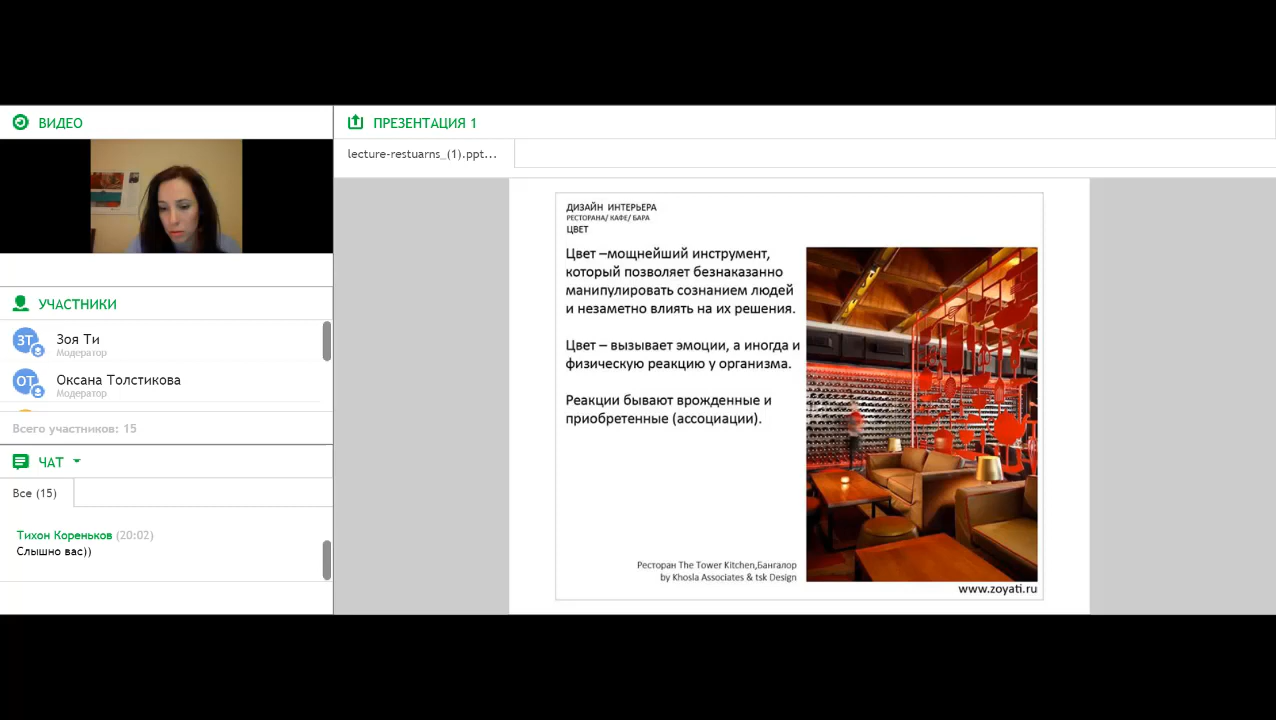 ВИДЕО
УЧАСТНИКИ
ЗТ
Зоя Ти
Модератор
ОТ
Оксана Толстикова
Модератор
Всего участников: 15
ЧАТ
Все (15)
Тихон Кореньков (20:02)
Слышно вас))
ПРЕЗЕНТАЦИЯ 1
lecture-restuarns_(1).ppt...
ДИЗАЙН ИНТЕРЬЕРА
РЕСТОРАНА/ КАФЕ/ БАРА
ЦВЕТ
Цвет –мощнейший инструмент,
который позволяет безнаказанно
манипулировать сознанием людей
и незаметно влиять на их решения.
Цвет – вызывает эмоции, а иногда и
физическую реакцию у организма.
Реакции бывают врожденные и
приобретенные (ассоциации).
Ресторан The Tower Kitchen,Бангалор
by Khosla Associates & tsk Design
www.zoyati.ru